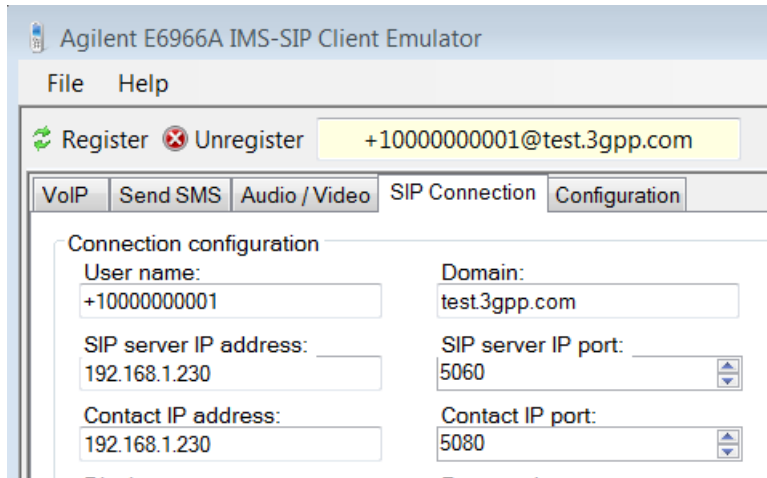 Agilent E6966A IMS-SIP Client Emulator
File Help
Register Unregister +10000000001@test.3gpp.com
VoIP Send SMS Audio / Video SIP Connection Configuration
Connection configuration
User name: Domain:
+10000000001 test.3gpp.com
SIP server IP address: SIP server IP port:
192.168.1.230 5060
Contact IP address: Contact IP port:
192.168.1.230 5080